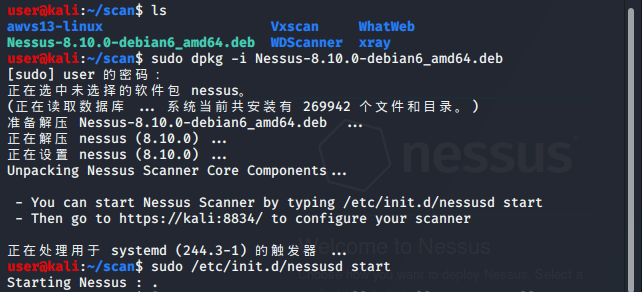 user@kali:~/scan$ ls
awvs13-linux Vxscan WhatWeb
Nessus-8.10.0-debian6_amd64.deb WDScanner xray
user@kali:~/scan$ sudo dpkg -i Nessus-8.10.0-debian6_amd64.deb
[sudo] user 的密码：
正在选中未选择的软件包 nessus。
(正在读取数据库 ... 系统当前共安装有 269942 个文件和目录。)
准备解压 Nessus-8.10.0-debian6_amd64.deb ...
正在解压 nessus (8.10.0) ...
正在设置 nessus (8.10.0) ...
Unpacking Nessus Scanner Core Components...
nessus
- You can start Nessus Scanner by typing /etc/init.d/nessusd start
- Then go to https://kali:8834/ to configure your scanner
正在处理用于 systemd (244.3-1) 的触发器 ...
Welcome to Nessus
user@kali:~/scan$ sudo /etc/init.d/nessusd start
Starting Nessus : .
you want to deploy Nessus. Select a